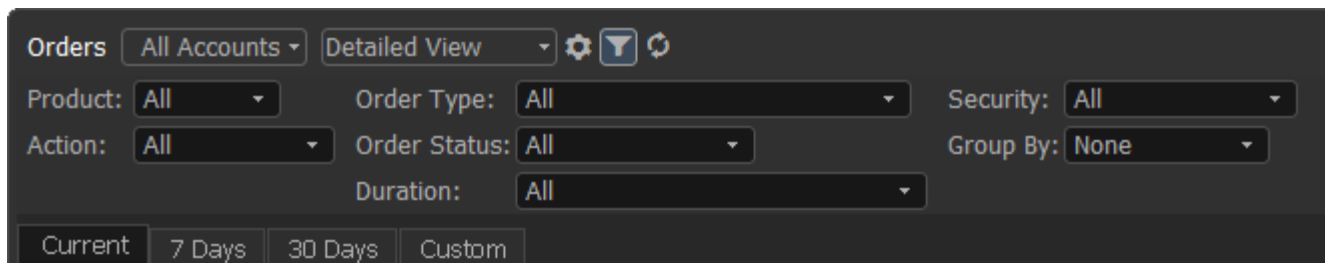 Orders All Accounts Detailed View
Product: All Order Type: All Security: All
Action: All Order Status: All Group By: None
Duration: All
Current 7 Days 30 Days Custom